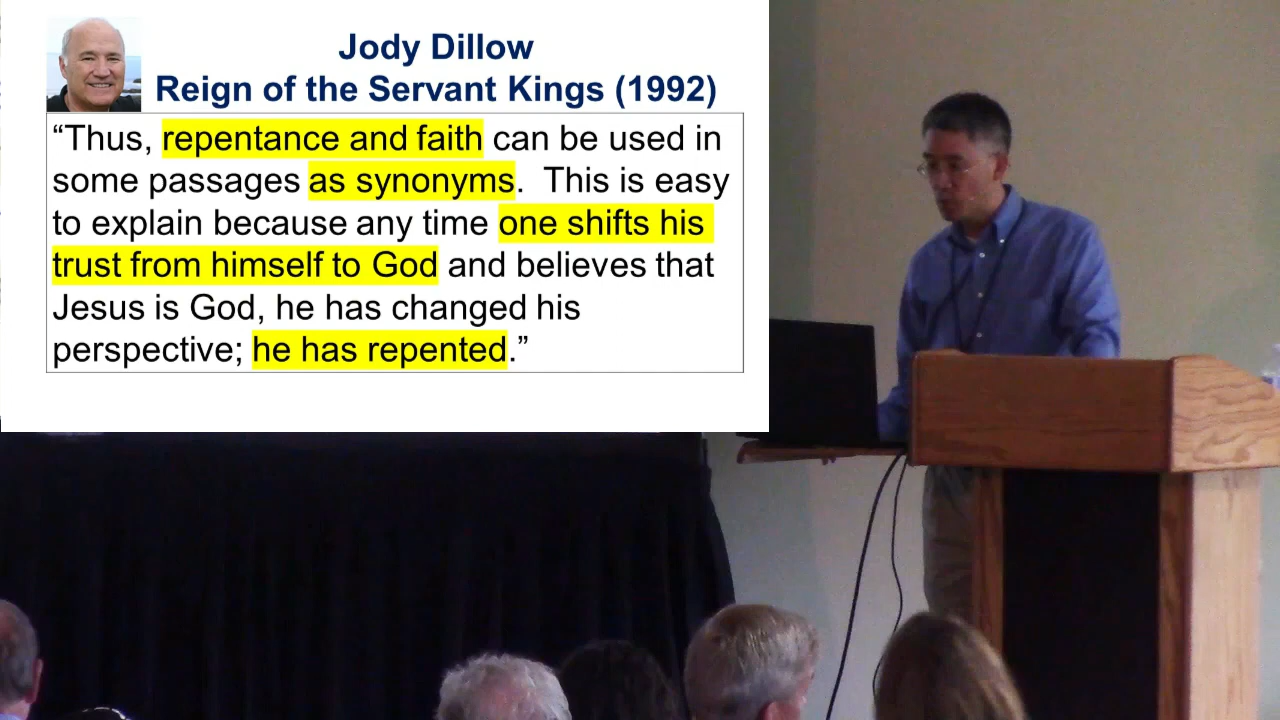 Jody Dillow
Reign of the Servant Kings (1992)
“Thus, repentance and faith can be used in
some passages as synonyms.  This is easy
to explain because any time one shifts his
trust from himself to God and believes that
Jesus is God, he has changed his
perspective; he has repented.”